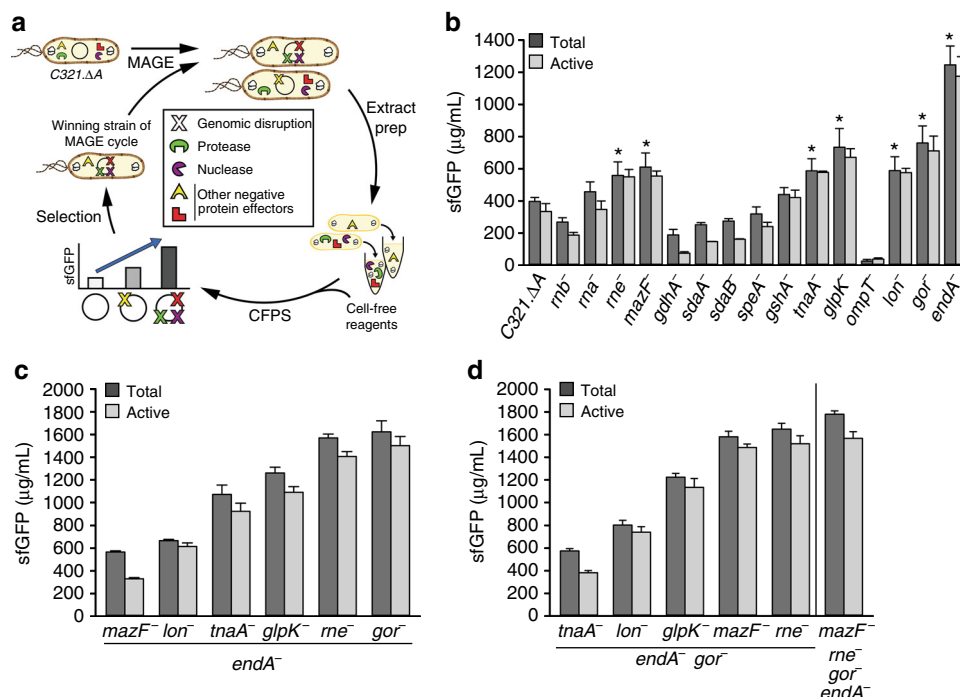 a
C321.ΔA
MAGE
Winning strain of
MAGE cycle
Genomic disruption
Protease
Nuclease
Other negative
protein effectors
Extract
prep
Selection
sfGFP
CFPS
Cell-free
reagents
b
Total
Active
sfGFP (µg/mL)
1400
1200
1000
800
600
400
200
0
* * * * * * *
C321.ΔA rnb⁻ rna⁻ rne⁻ mazF⁻ gdhA⁻ sdaA⁻ sdaB⁻ speA⁻ gshA⁻ tnaA⁻ glpK⁻ ompT⁻ lon⁻ gor⁻ endA⁻
c
Total
Active
sfGFP (µg/mL)
2000
1800
1600
1400
1200
1000
800
600
400
200
0
mazF⁻ lon⁻ tnaA⁻ glpK⁻ rne⁻ gor⁻
endA⁻
d
Total
Active
sfGFP (µg/mL)
2000
1800
1600
1400
1200
1000
800
600
400
200
0
tnaA⁻ lon⁻ glpK⁻ mazF⁻ rne⁻ mazF⁻
endA⁻ gor⁻
rne⁻
gor⁻
endA⁻